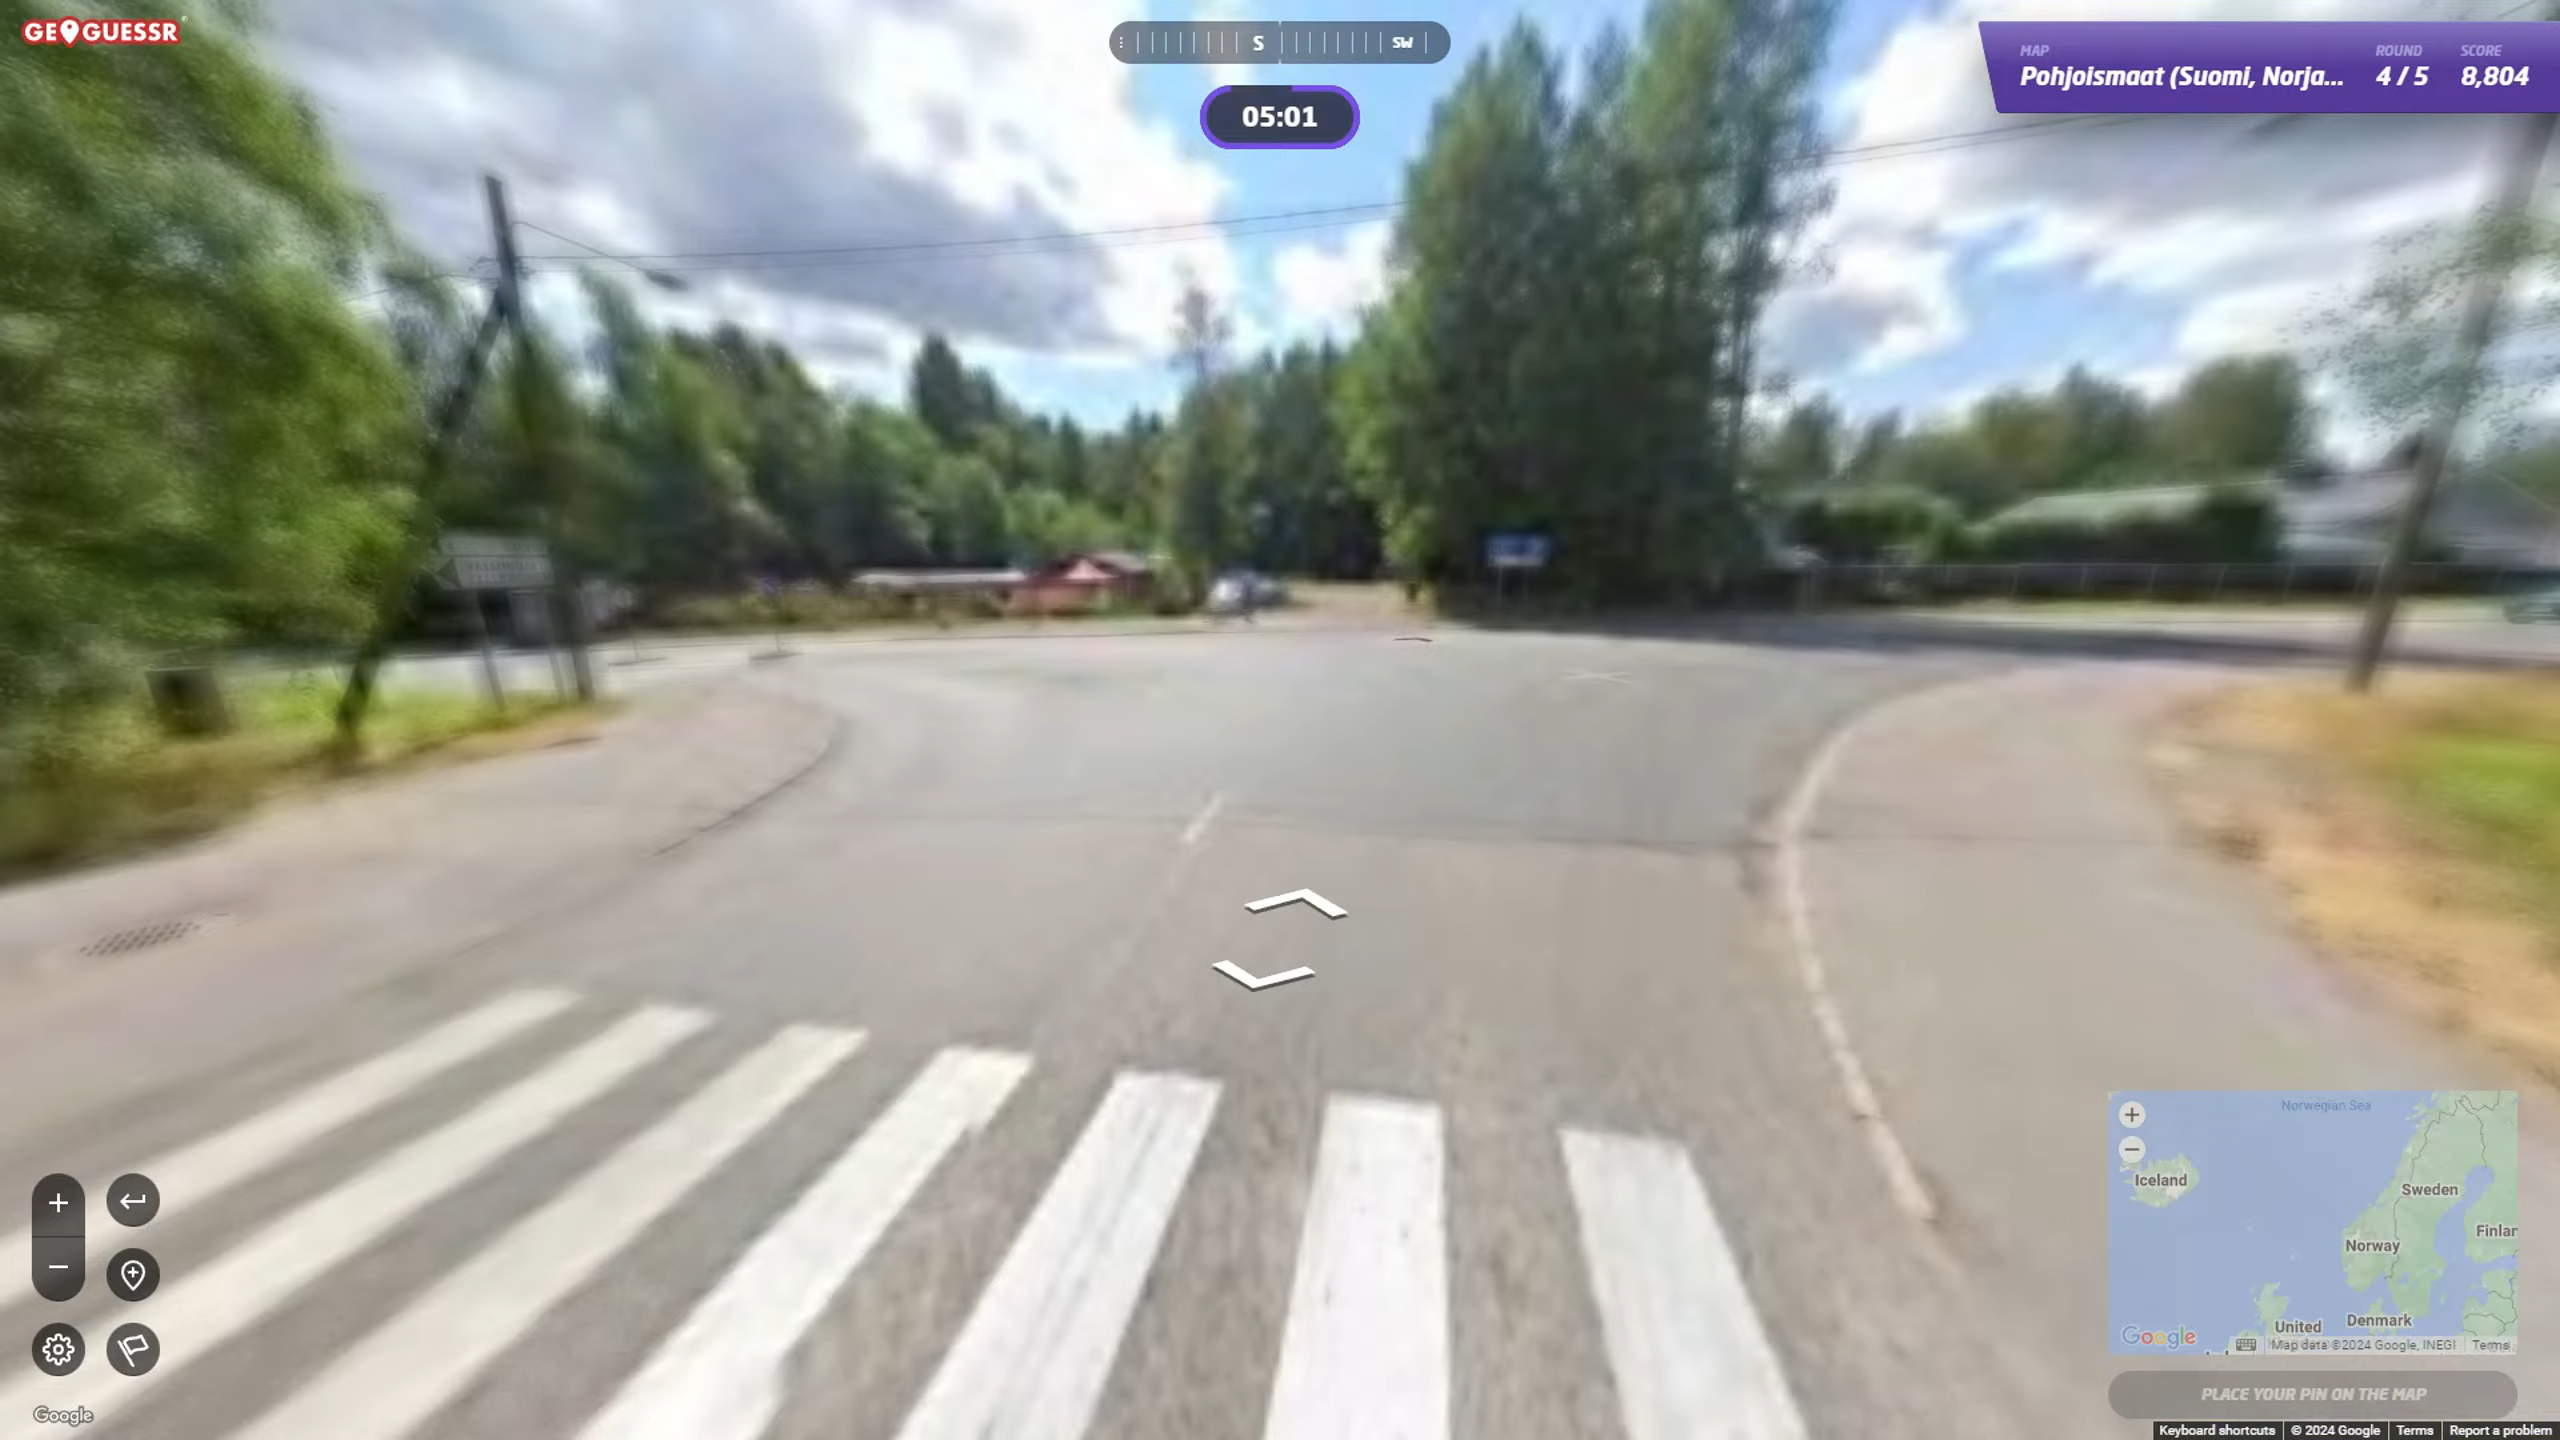 GEOGUESSR
S
SW
05:01
MAP
Pohjoismaat (Suomi, Norja...
ROUND
4 / 5
SCORE
8,804
Norwegian Sea
Iceland
Sweden
Finlan
Norway
Denmark
United
Google
Map data ©2024 Google, INEGI
Terms
PLACE YOUR PIN ON THE MAP
Google
Keyboard shortcuts
© 2024 Google
Terms
Report a problem